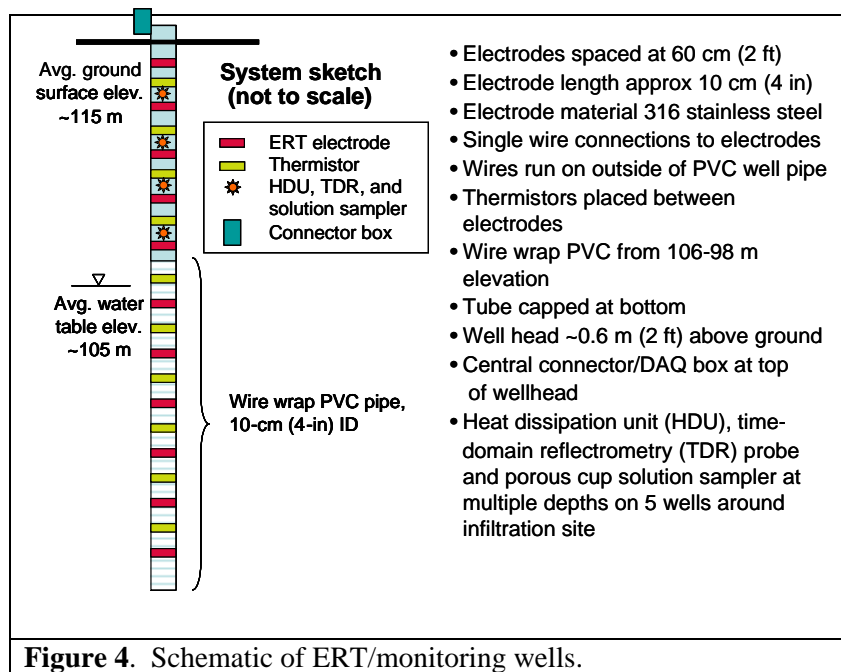 Avg. ground
surface elev.
~115 m
System sketch
(not to scale)
ERT electrode
Thermistor
HDU, TDR, and
solution sampler
Connector box
Avg. water
table elev.
~105 m
Wire wrap PVC pipe,
10-cm (4-in) ID
• Electrodes spaced at 60 cm (2 ft)
• Electrode length approx 10 cm (4 in)
• Electrode material 316 stainless steel
• Single wire connections to electrodes
• Wires run on outside of PVC well pipe
• Thermistors placed between
electrodes
• Wire wrap PVC from 106-98 m
elevation
• Tube capped at bottom
• Well head ~0.6 m (2 ft) above ground
• Central connector/DAQ box at top
of wellhead
• Heat dissipation unit (HDU), time-
domain reflectrometry (TDR) probe
and porous cup solution sampler at
multiple depths on 5 wells around
infiltration site
Figure 4. Schematic of ERT/monitoring wells.